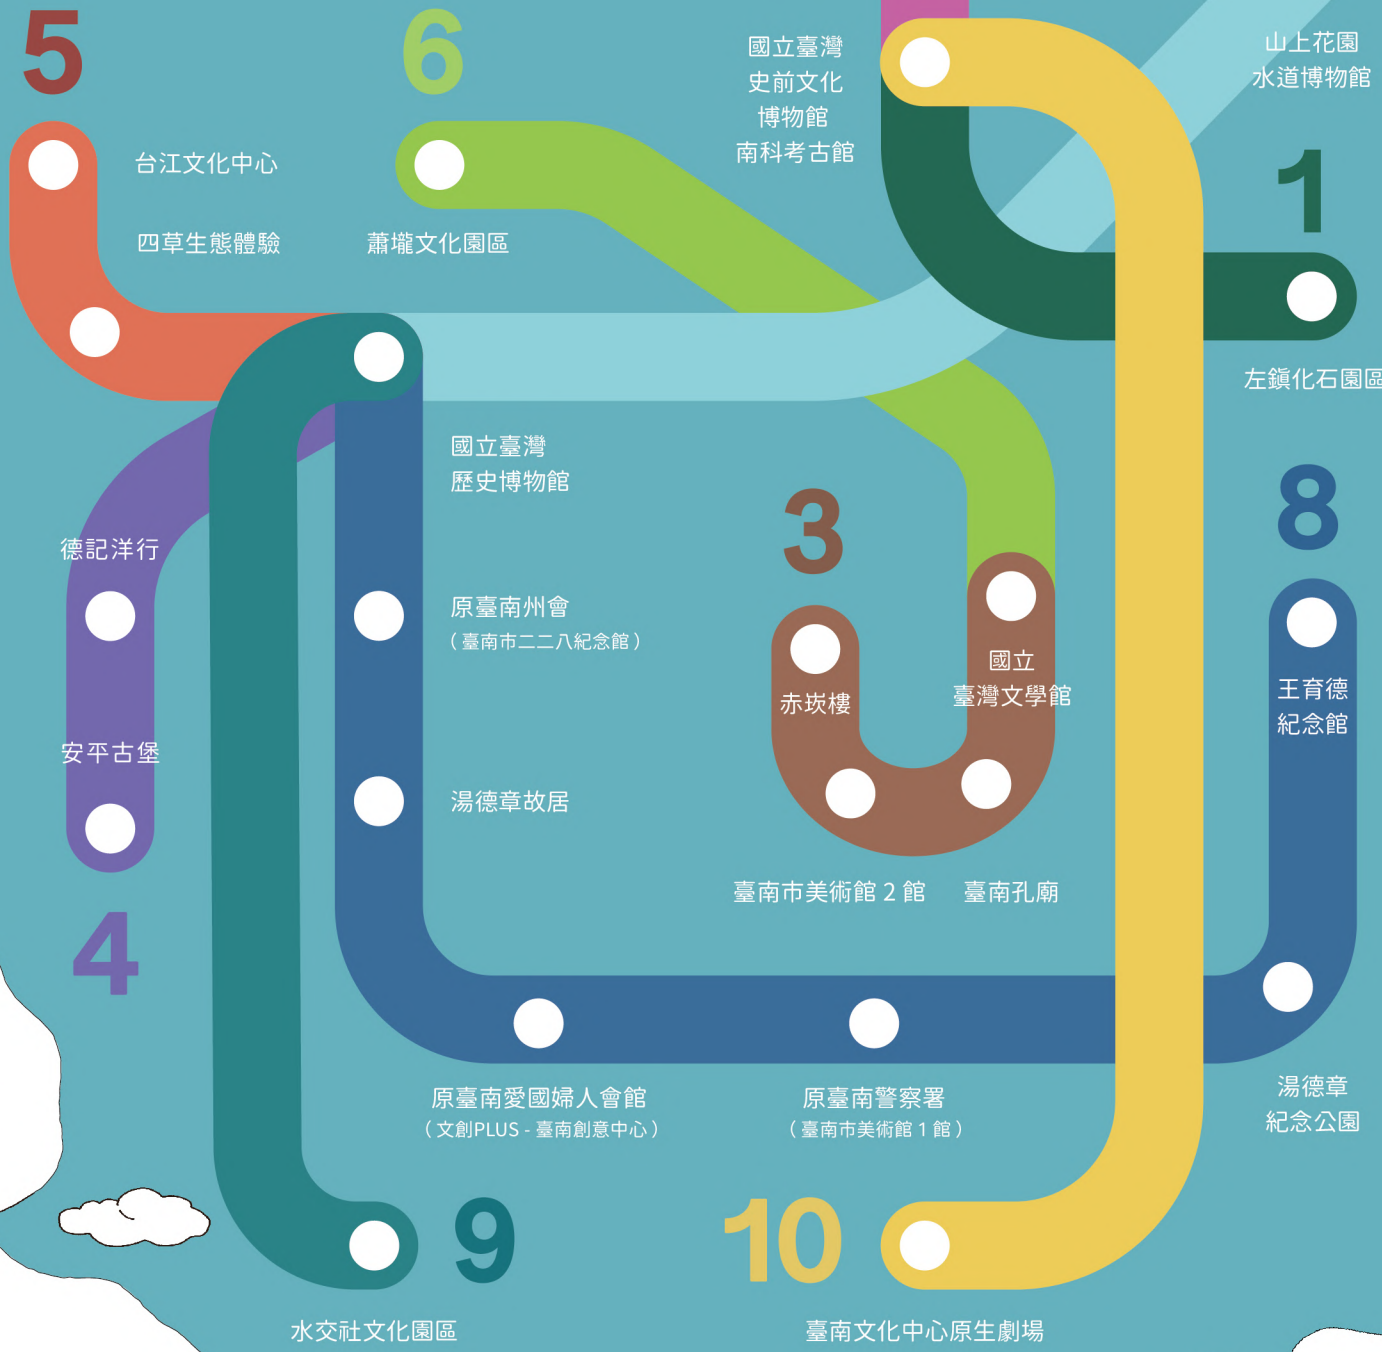 5
6
國立臺灣
史前文化
博物館
南科考古館
山上花園
水道博物館
台江文化中心
四草生態體驗
蕭壠文化園區
1
左鎮化石園區
國立臺灣
歷史博物館
3
8
德記洋行
原臺南州會
（臺南市二二八紀念館）
國立
臺灣文學館
赤崁樓
王育德
紀念館
安平古堡
湯德章故居
臺南市美術館 2 館
臺南孔廟
4
原臺南愛國婦人會館
（文創PLUS - 臺南創意中心）
原臺南警察署
（臺南市美術館 1 館）
湯德章
紀念公園
9
10
水交社文化園區
臺南文化中心原生劇場